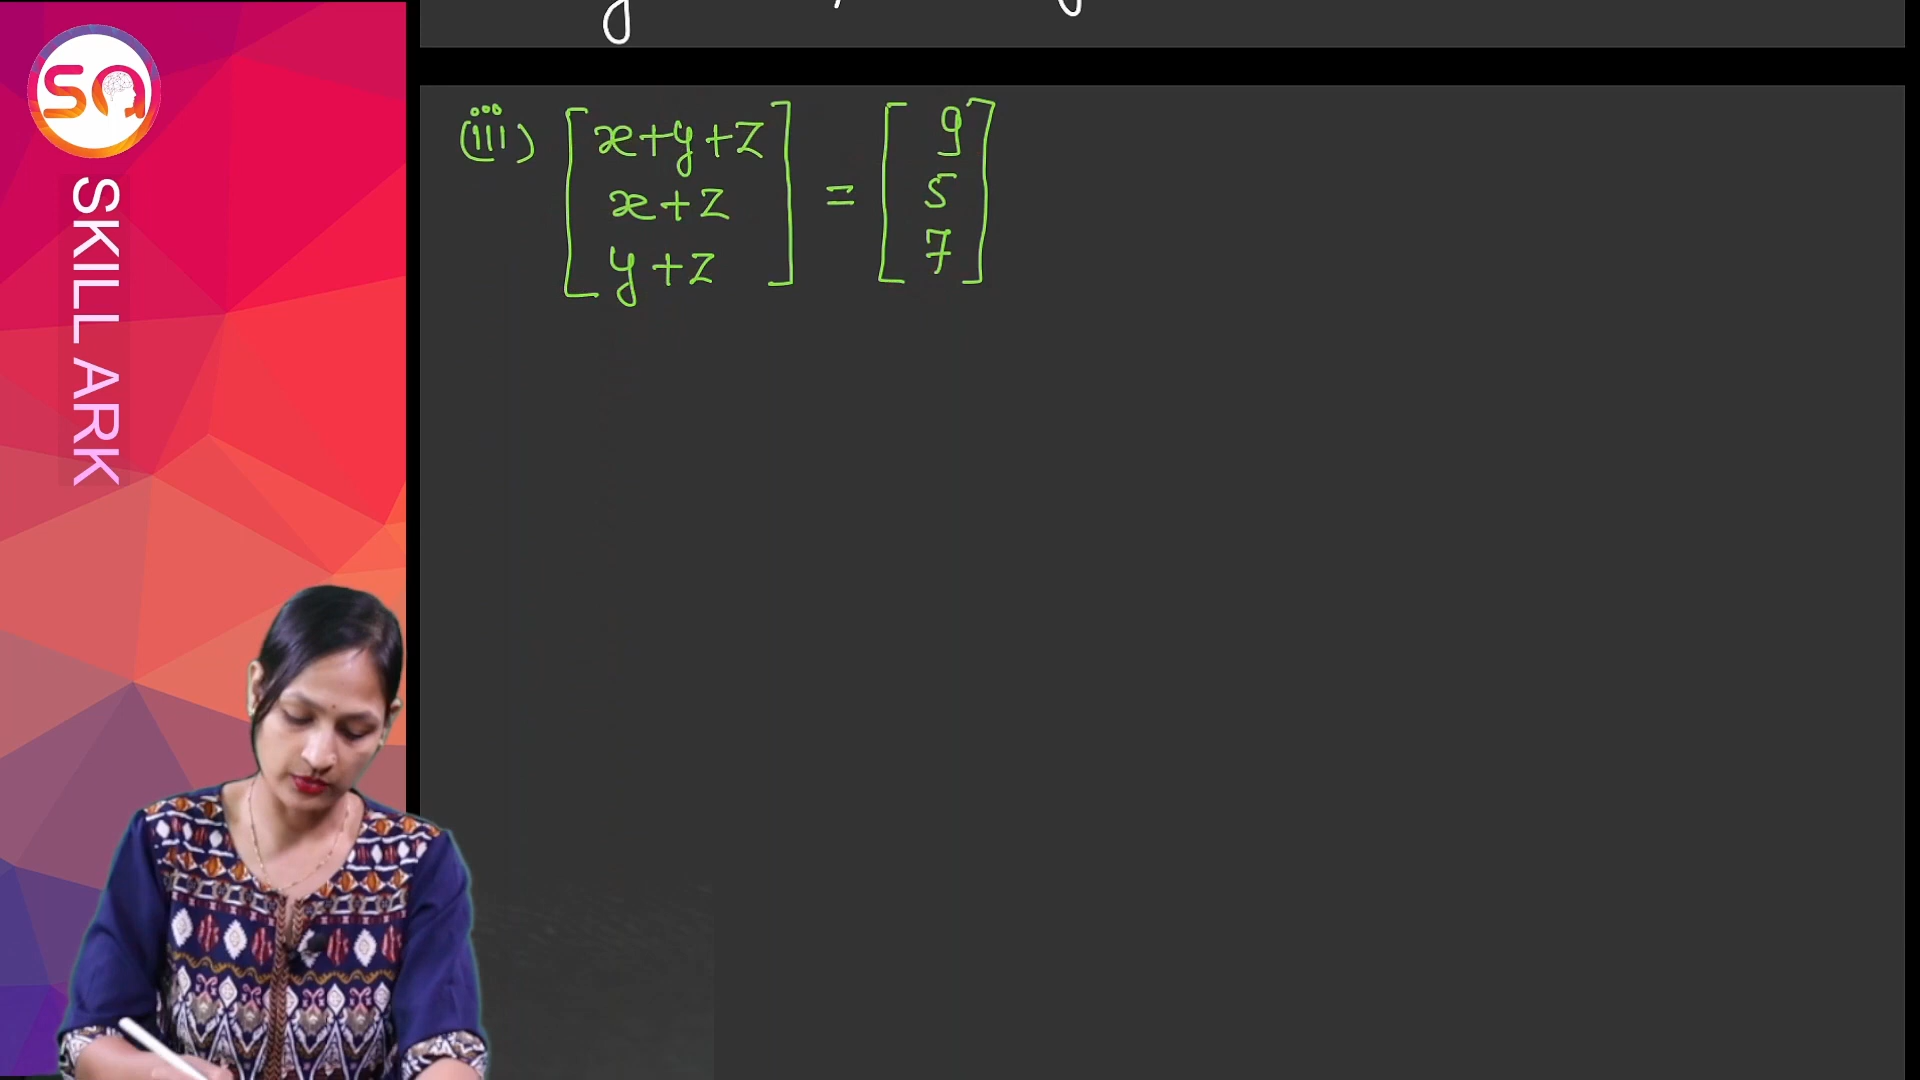 SKILL ARK
(iii) [x+y+z
x+z
y+z] = [9
5
7]